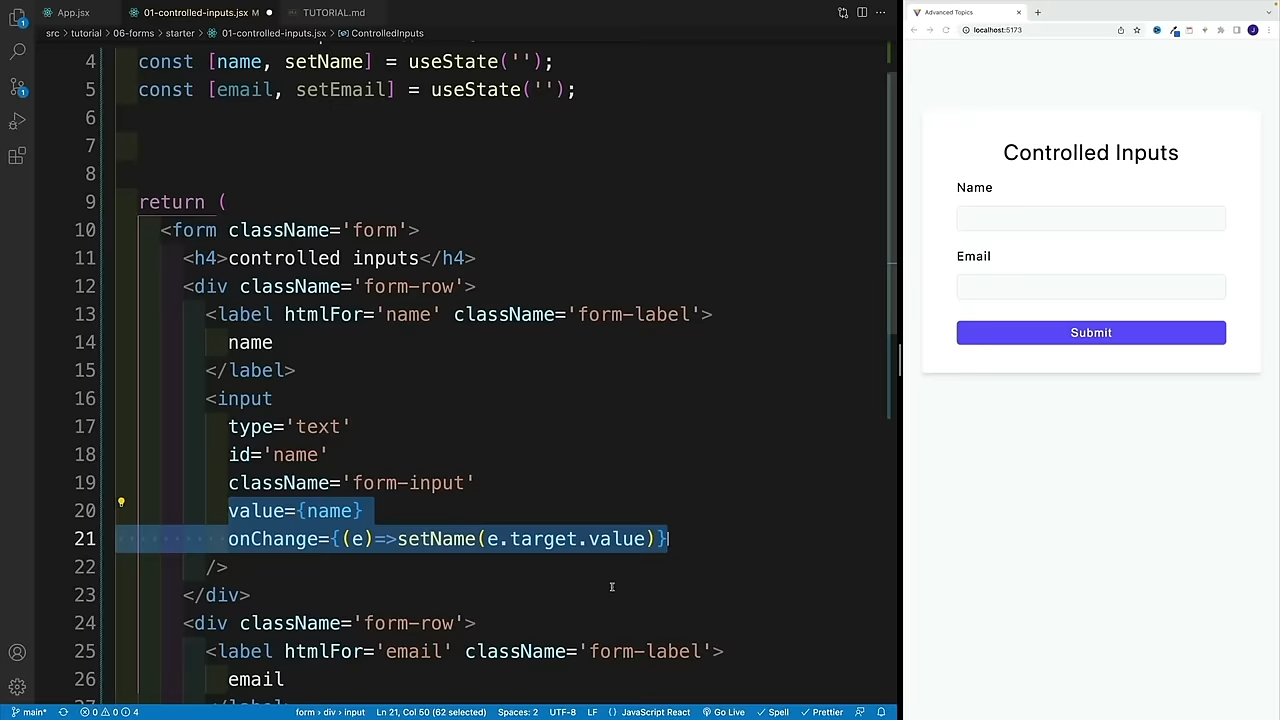 App.jsx
01-controlled-inputs.jsx M
TUTORIAL.md
src > tutorial > 06-forms > starter > 01-controlled-inputs.jsx > ControlledInputs
4 const [name, setName] = useState('');
5 const [email, setEmail] = useState('');
6
7
8
9 return (
10 <form className='form'>
11 <h4>controlled inputs</h4>
12 <div className='form-row'>
13 <label htmlFor='name' className='form-label'>
14 name
15 </label>
16 <input
17 type='text'
18 id='name'
19 className='form-input'
20 value={name}
21 onChange={(e)=>setName(e.target.value)}
22 />
23 </div>
24 <div className='form-row'>
25 <label htmlFor='email' className='form-label'>
26 email
main*
0 0 4
form > div > input
Ln 21, Col 50 (62 selected)
Spaces: 2
UTF-8
LF
{ } JavaScript React
Go Live
Spell
Prettier
Advanced Topics
localhost:5173
Controlled Inputs
Name
Email
Submit